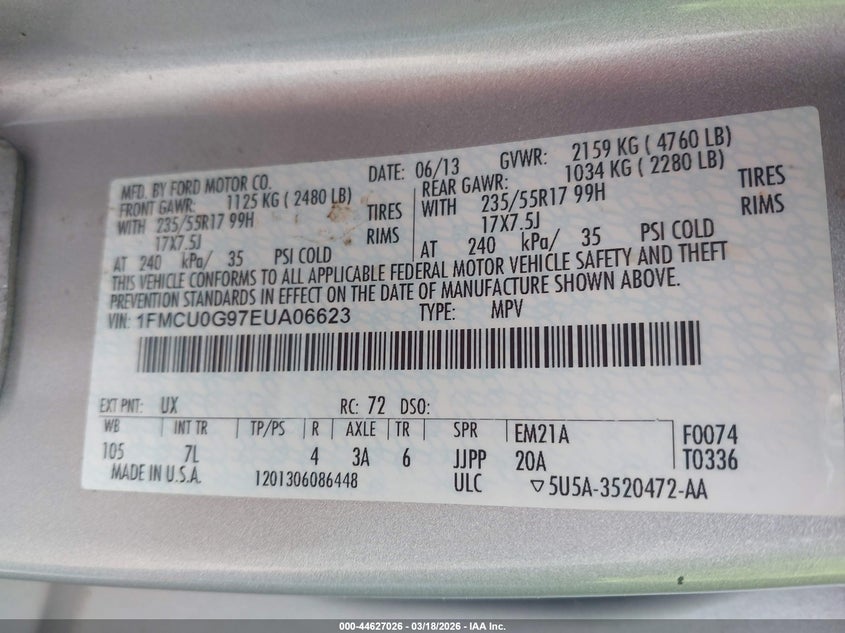 MFD. BY FORD MOTOR CO. DATE: 06/13 GVWR: 2159 KG ( 4760 LB)
FRONT GAWR: 1125 KG ( 2480 LB) REAR GAWR: 1034 KG ( 2280 LB)
WITH 235/55R17 99H TIRES WITH 235/55R17 99H TIRES
17X7.5J RIMS 17X7.5J RIMS
AT 240 kPa/ 35 PSI COLD AT 240 kPa/ 35 PSI COLD
THIS VEHICLE CONFORMS TO ALL APPLICABLE FEDERAL MOTOR VEHICLE SAFETY AND THEFT
PREVENTION STANDARDS IN EFFECT ON THE DATE OF MANUFACTURE SHOWN ABOVE.
VIN: 1FMCU0G97EUA06623 TYPE: MPV
EXT PNT: UX RC: 72 DSO:
WB INT TR TP/PS R AXLE TR SPR EM21A F0074
105 7L 4 3A 6 JJPP 20A T0336
MADE IN U.S.A. 1201306086448 ULC ▽5U5A-3520472-AA
000-44627026 - 03/18/2026 - IAA Inc.